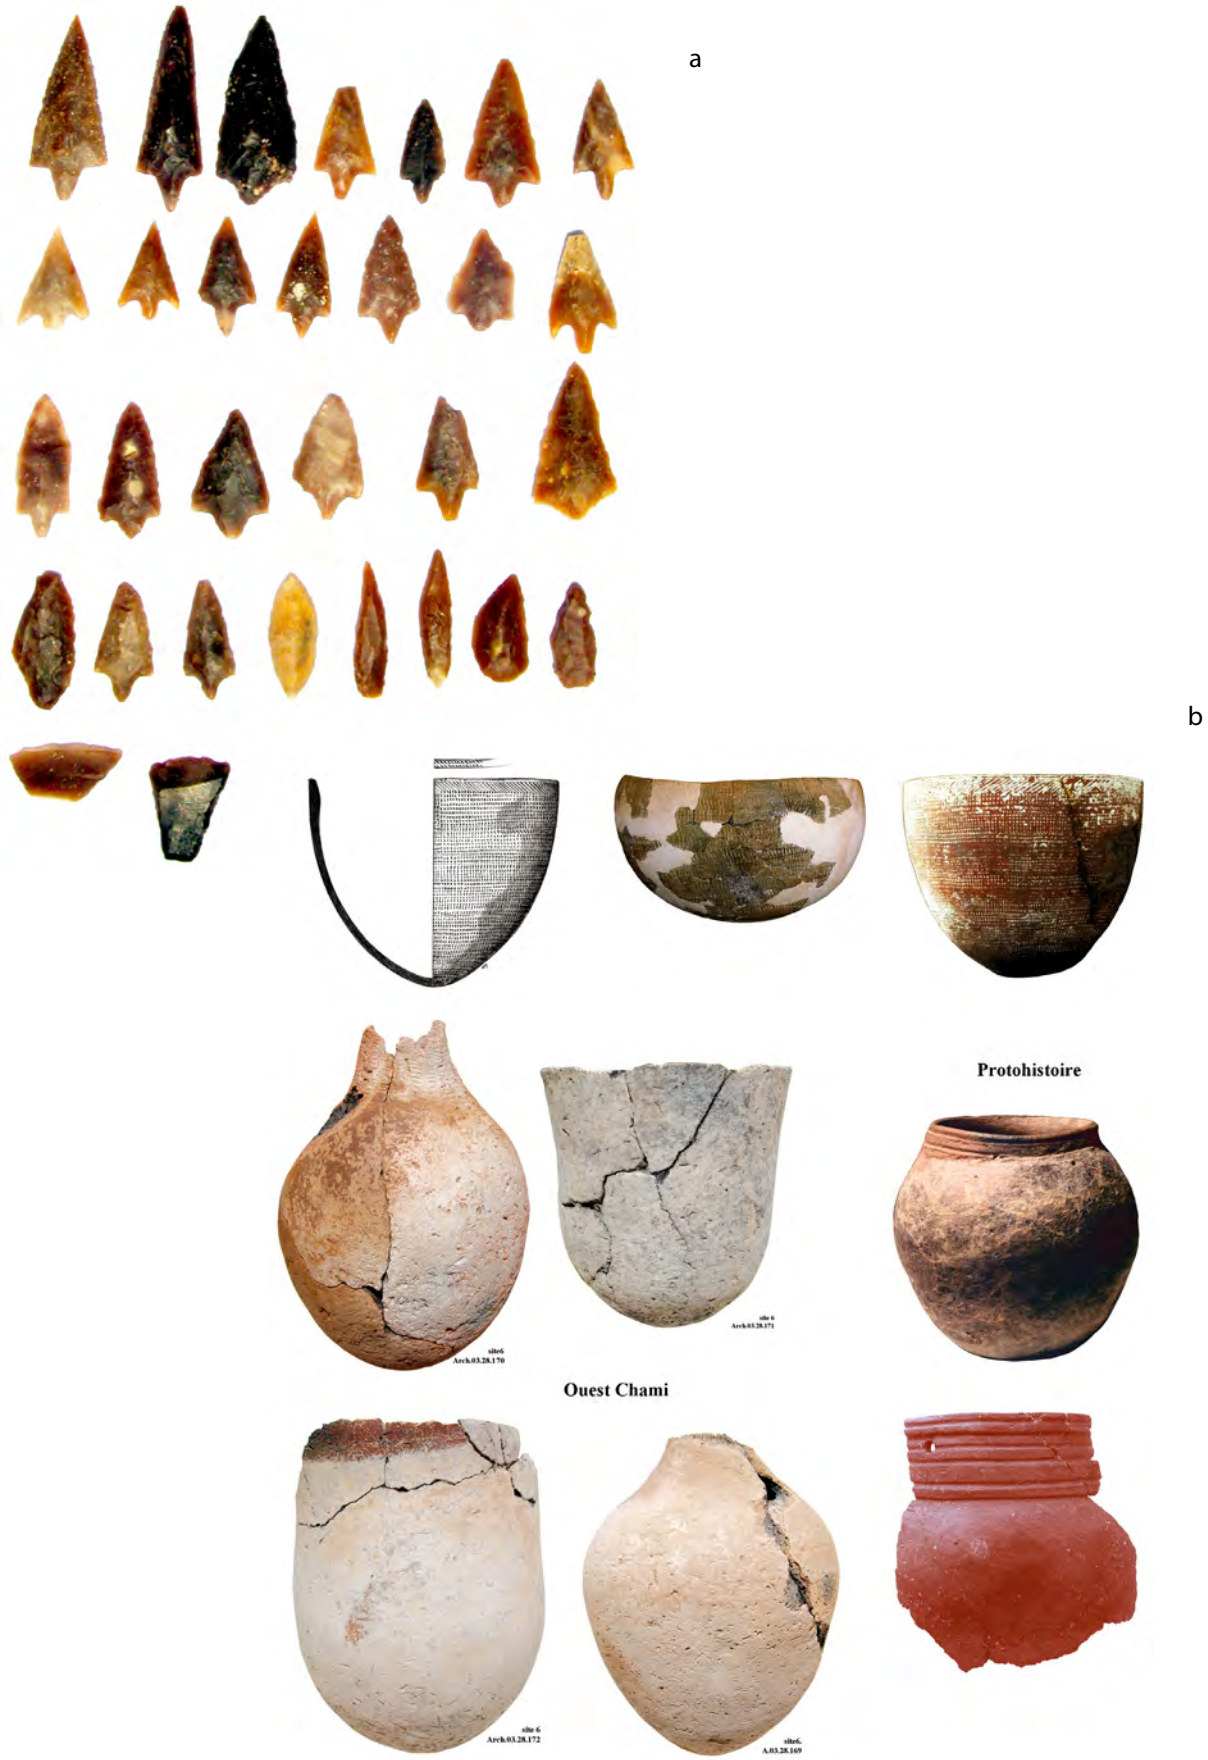 a
b
Protohistoire
site 6
Arch.03.28.171
site6
Arch.03.28.170
Ouest Chami
site 6
Arch.03.28.172
site6.
A.03.28.169